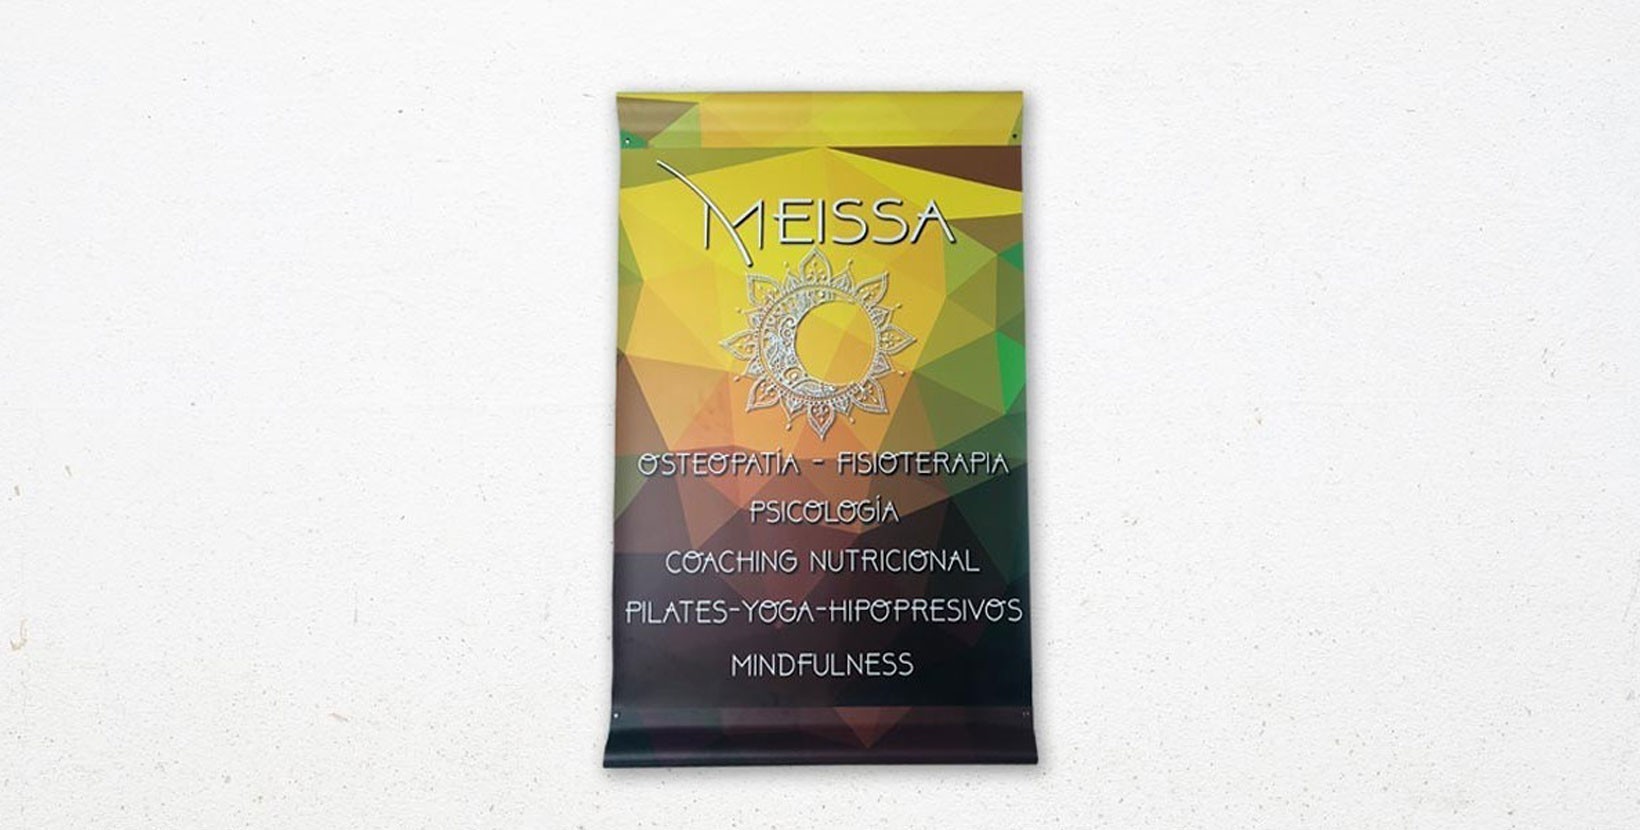 MEISSA
OSTEOPATÍA - FISIOTERAPIA
PSICOLOGÍA
COACHING NUTRICIONAL
PILATES-YOGA-HIPOPRESIVOS
MINDFULNESS